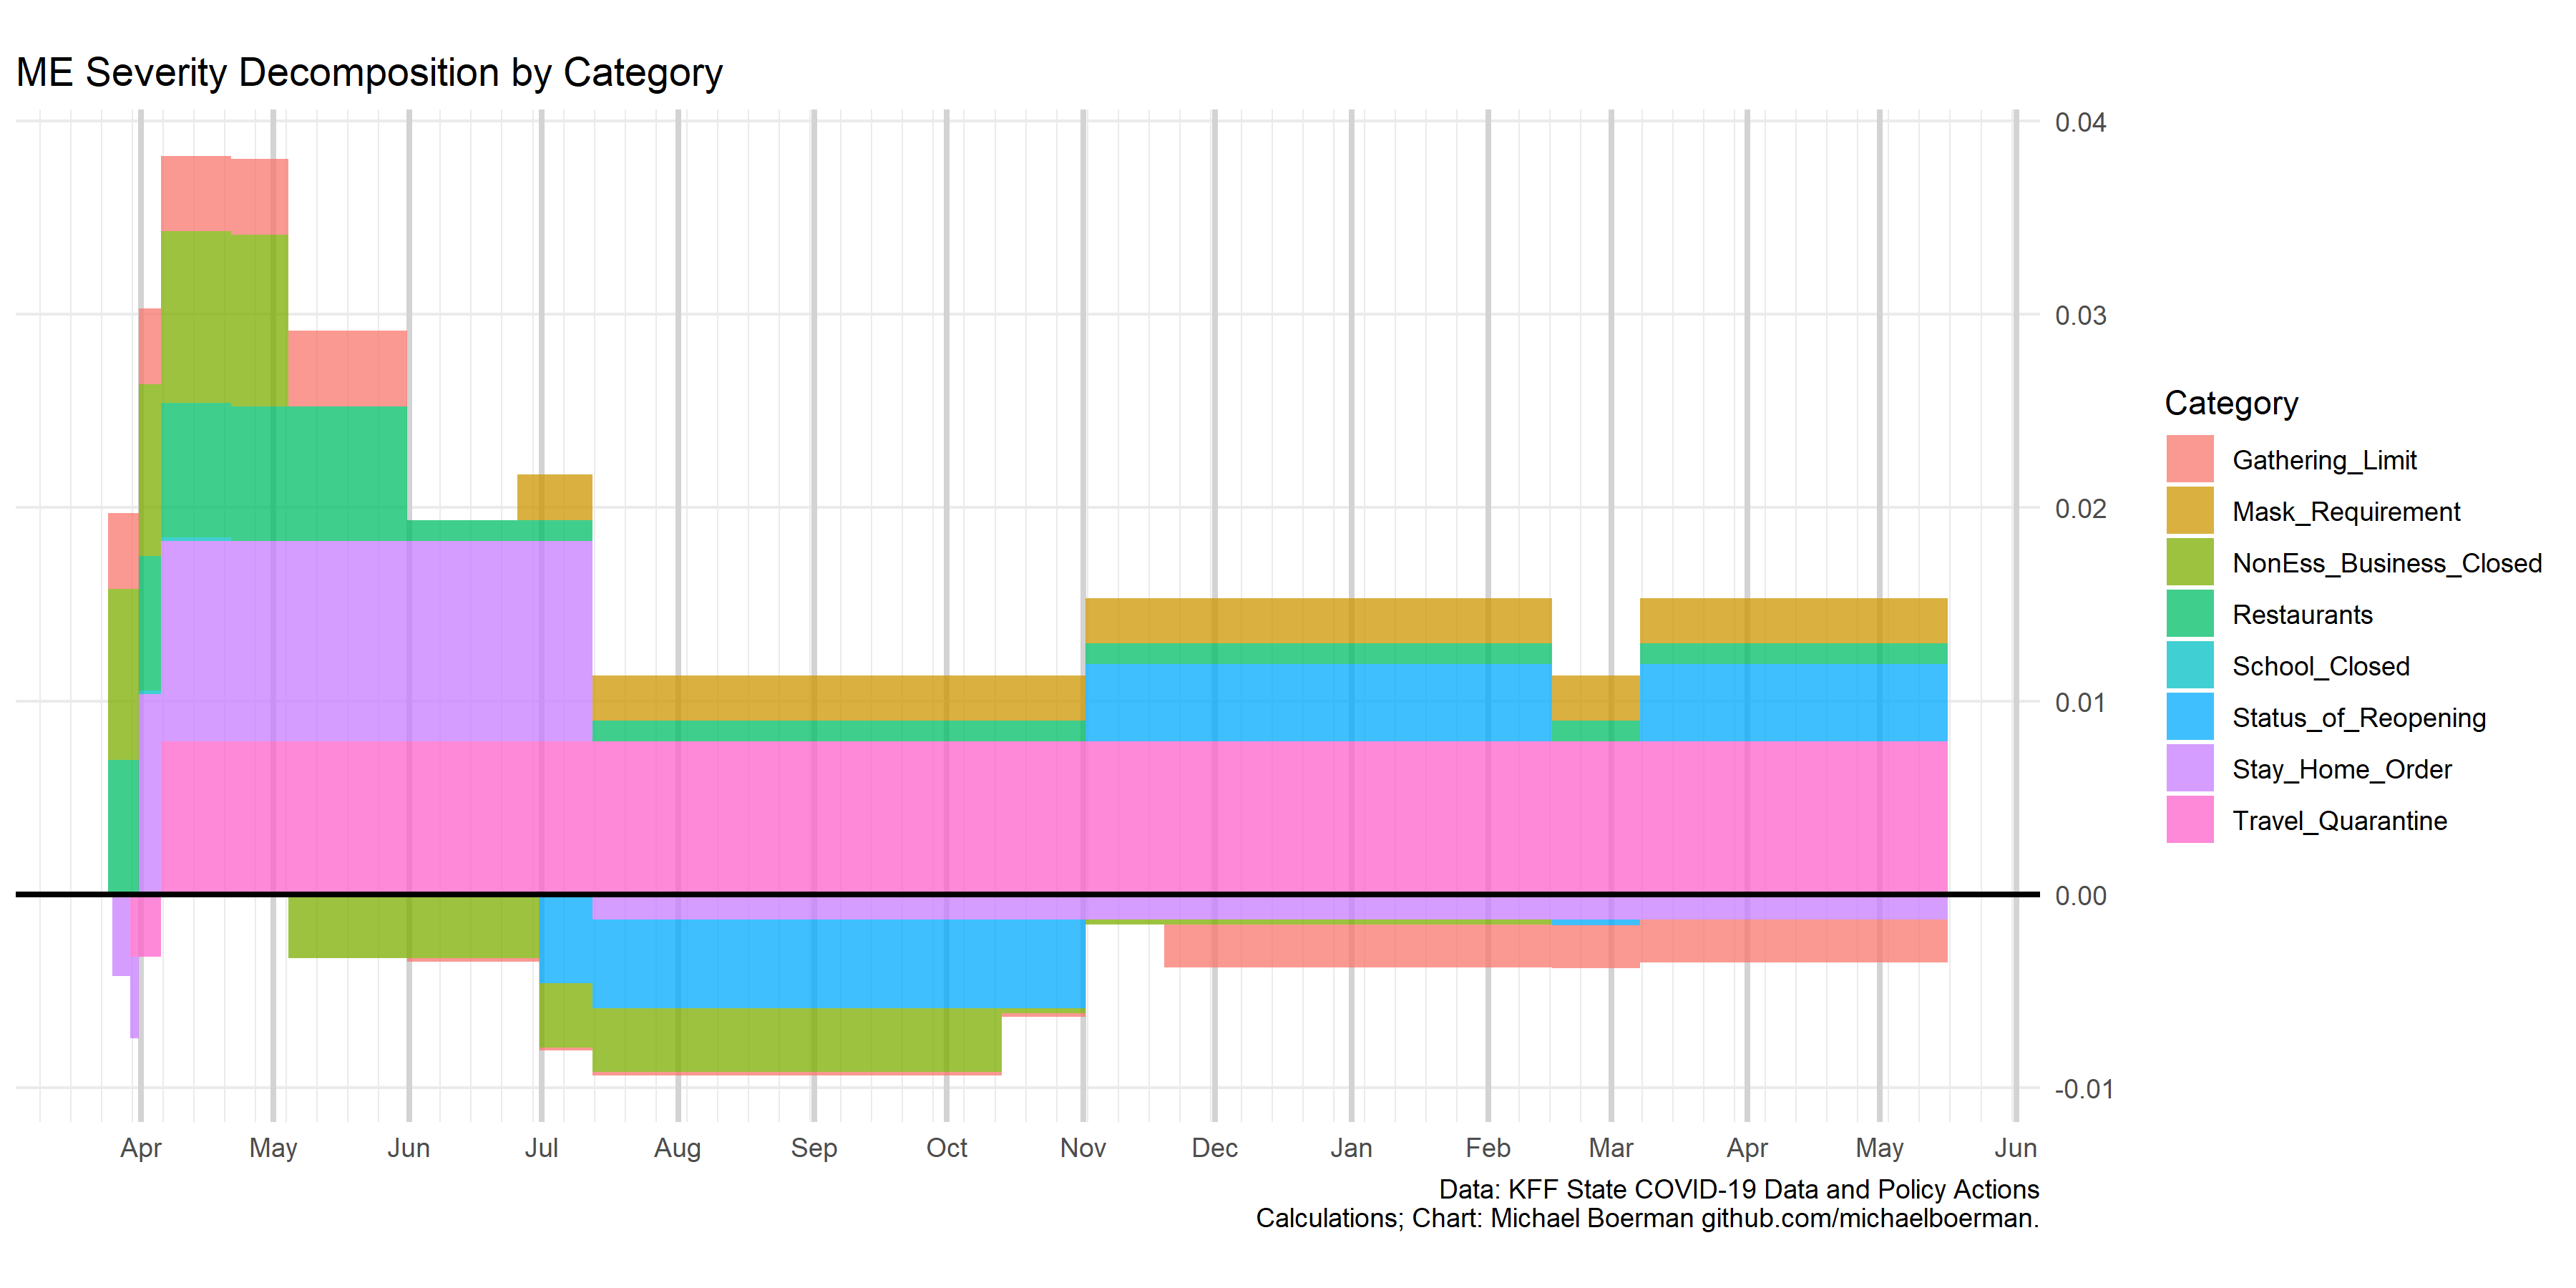 ME Severity Decomposition by Category
0.04
0.03
0.02
0.01
0.00
-0.01
Apr May Jun Jul Aug Sep Oct Nov Dec Jan Feb Mar Apr May Jun
Category
Gathering_Limit
Mask_Requirement
NonEss_Business_Closed
Restaurants
School_Closed
Status_of_Reopening
Stay_Home_Order
Travel_Quarantine
Data: KFF State COVID-19 Data and Policy Actions
Calculations; Chart: Michael Boerman github.com/michaelboerman.